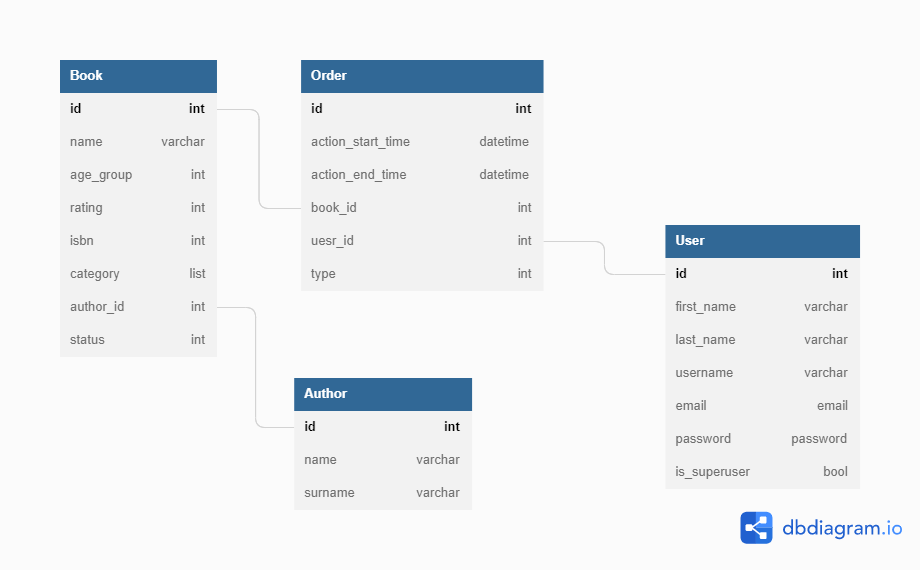 Book
id int
name varchar
age_group int
rating int
isbn int
category list
author_id int
status int
Order
id int
action_start_time datetime
action_end_time datetime
book_id int
uesr_id int
type int
Author
id int
name varchar
surname varchar
User
id int
first_name varchar
last_name varchar
username varchar
email email
password password
is_superuser bool
dbdiagram.io